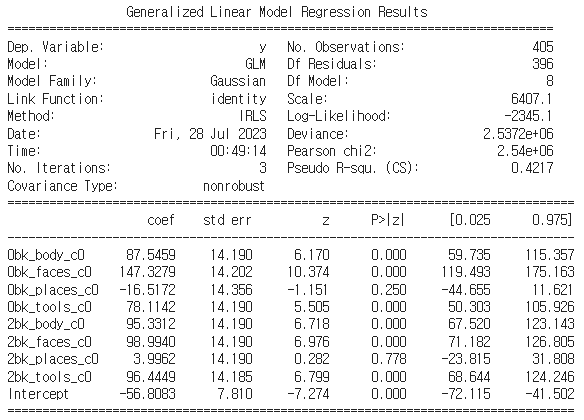 Generalized Linear Model Regression Results
==============================================================================
Dep. Variable: y No. Observations: 405
Model: GLM Df Residuals: 396
Model Family: Gaussian Df Model: 8
Link Function: identity Scale: 6407.1
Method: IRLS Log-Likelihood: -2345.1
Date: Fri, 28 Jul 2023 Deviance: 2.5372e+06
Time: 00:49:14 Pearson chi2: 2.54e+06
No. Iterations: 3 Pseudo R-squ. (CS): 0.4217
Covariance Type: nonrobust
==============================================================================
coef std err z P>|z| [0.025 0.975]
------------------------------------------------------------------------------
0bk_body_c0 87.5459 14.190 6.170 0.000 59.735 115.357
0bk_faces_c0 147.3279 14.202 10.374 0.000 119.493 175.163
0bk_places_c0 -16.5172 14.356 -1.151 0.250 -44.655 11.621
0bk_tools_c0 78.1142 14.190 5.505 0.000 50.303 105.926
2bk_body_c0 95.3312 14.190 6.718 0.000 67.520 123.143
2bk_faces_c0 98.9940 14.190 6.976 0.000 71.182 126.805
2bk_places_c0 3.9962 14.190 0.282 0.778 -23.815 31.808
2bk_tools_c0 96.4449 14.185 6.799 0.000 68.644 124.246
Intercept -56.8083 7.810 -7.274 0.000 -72.115 -41.502
==============================================================================